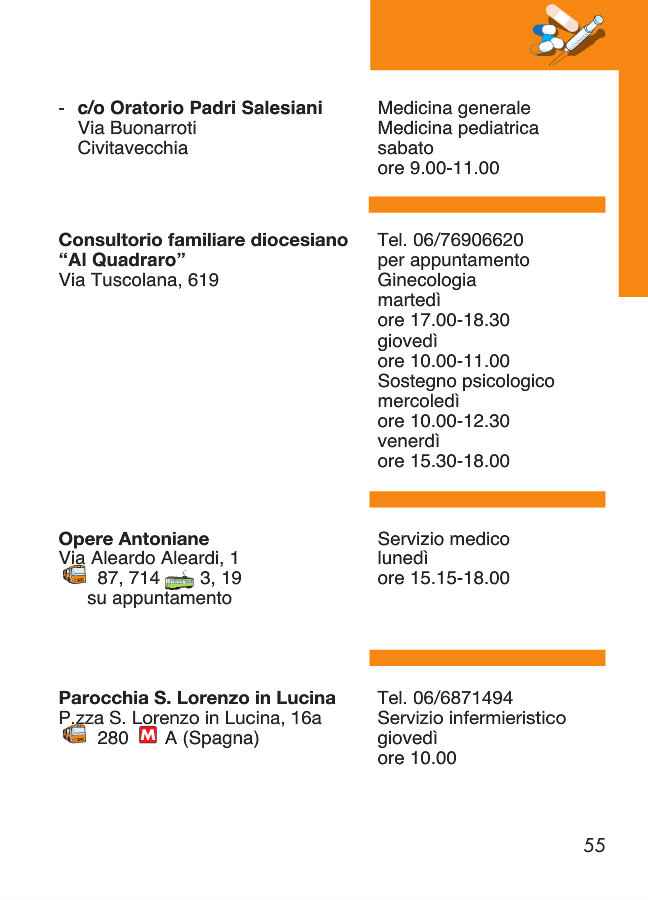 - c/o Oratorio Padri Salesiani
Via Buonarroti
Civitavecchia
Medicina generale
Medicina pediatrica
sabato
ore 9.00-11.00
Consultorio familiare diocesiano
“Al Quadraro”
Via Tuscolana, 619
Tel. 06/76906620
per appuntamento
Ginecologia
martedì
ore 17.00-18.30
giovedì
ore 10.00-11.00
Sostegno psicologico
mercoledì
ore 10.00-12.30
venerdì
ore 15.30-18.00
Opere Antoniane
Via Aleardo Aleardi, 1
87, 714 3, 19
su appuntamento
Servizio medico
lunedì
ore 15.15-18.00
Parocchia S. Lorenzo in Lucina
P.zza S. Lorenzo in Lucina, 16a
280 M A (Spagna)
Tel. 06/6871494
Servizio infermieristico
giovedì
ore 10.00
55